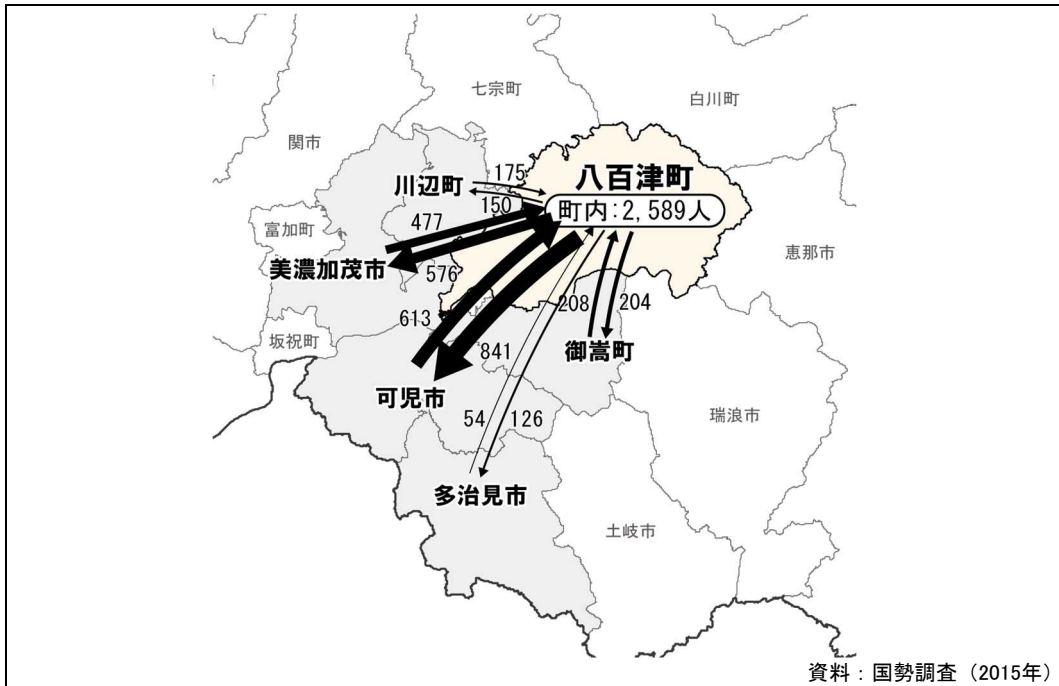 七宗町
白川町
関市
175
八百津町
川辺町
150
町内:2,589人
477
富加町
恵那市
美濃加茂市
576
208
204
613
坂祝町
841
御嵩町
可児市
54
126
瑞浪市
多治見市
土岐市
資料：国勢調査（2015年）